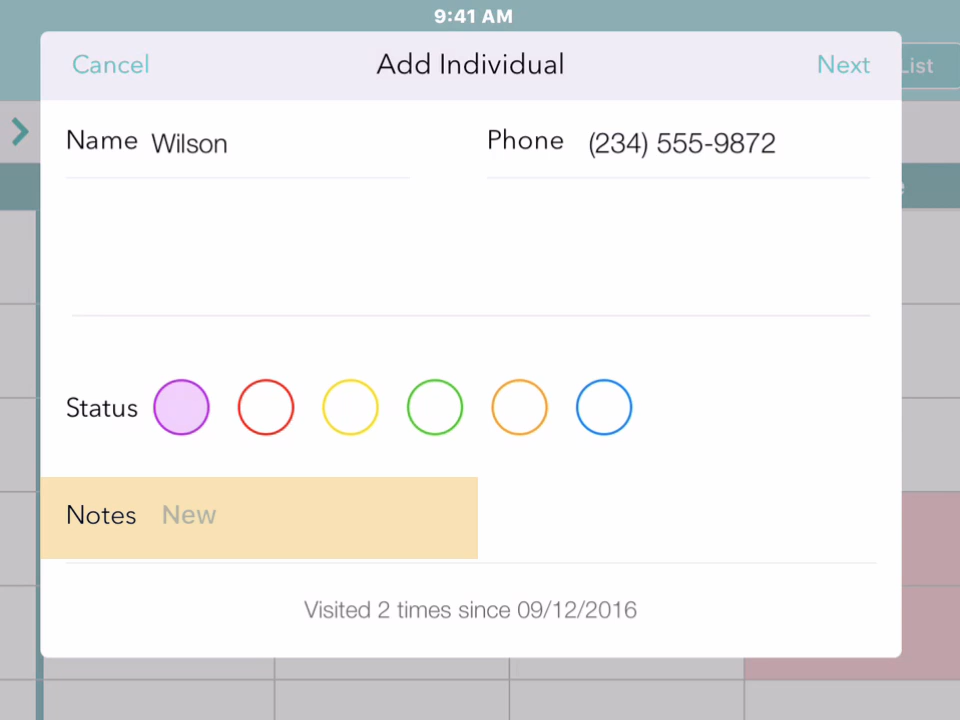 9:41 AM
Cancel Add Individual Next List
Name Wilson Phone (234) 555-9872
Status
Notes New
Visited 2 times since 09/12/2016